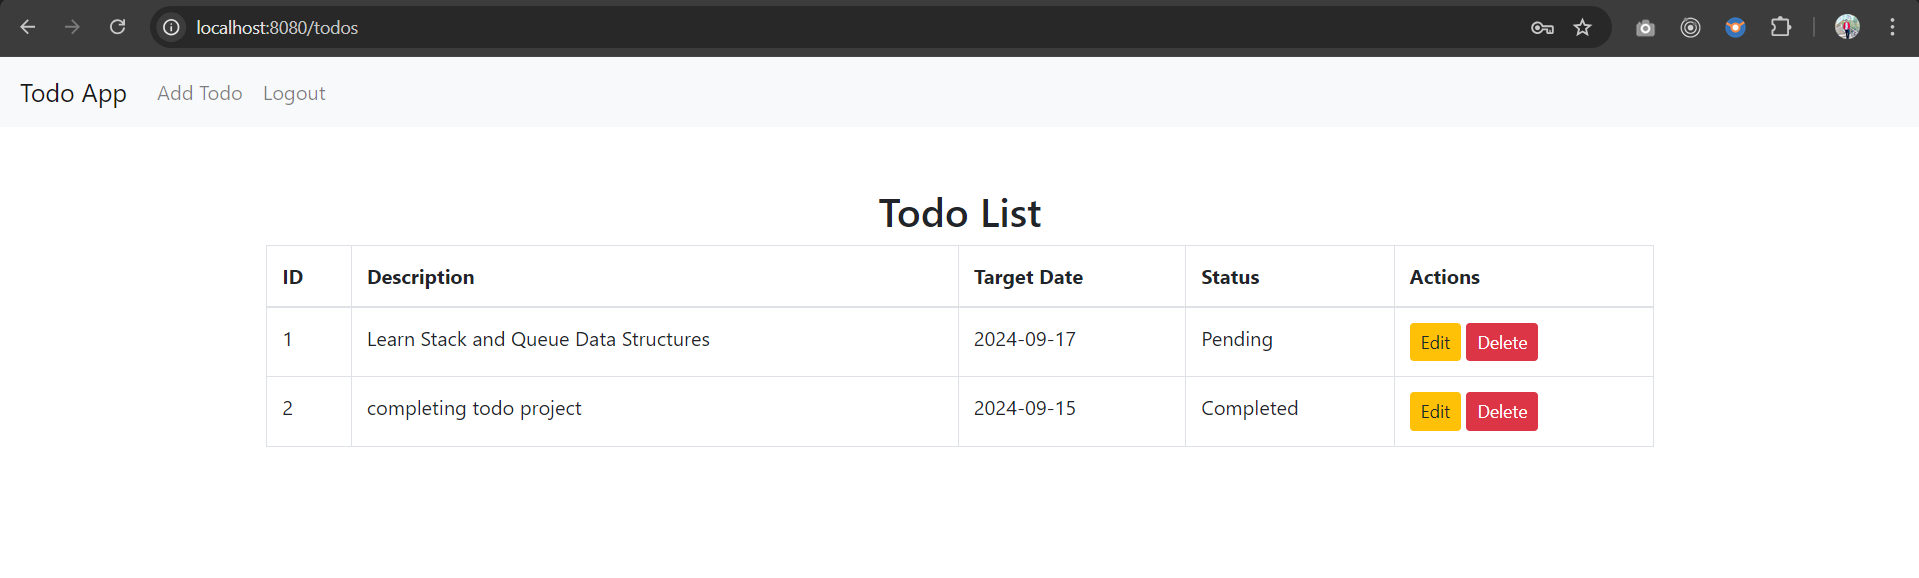 localhost:8080/todos
Todo App Add Todo Logout
Todo List
ID Description Target Date Status Actions
1 Learn Stack and Queue Data Structures 2024-09-17 Pending Edit Delete
2 completing todo project 2024-09-15 Completed Edit Delete